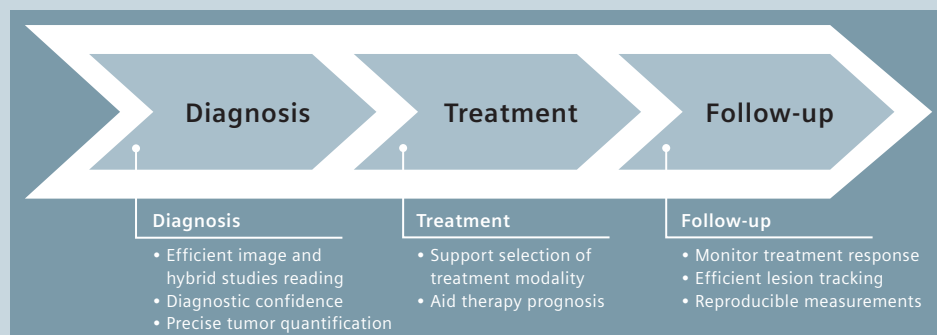 Diagnosis
Treatment
Follow-up
Diagnosis
• Efficient image and
hybrid studies reading
• Diagnostic confidence
• Precise tumor quantification
Treatment
• Support selection of
treatment modality
• Aid therapy prognosis
Follow-up
• Monitor treatment response
• Efficient lesion tracking
• Reproducible measurements